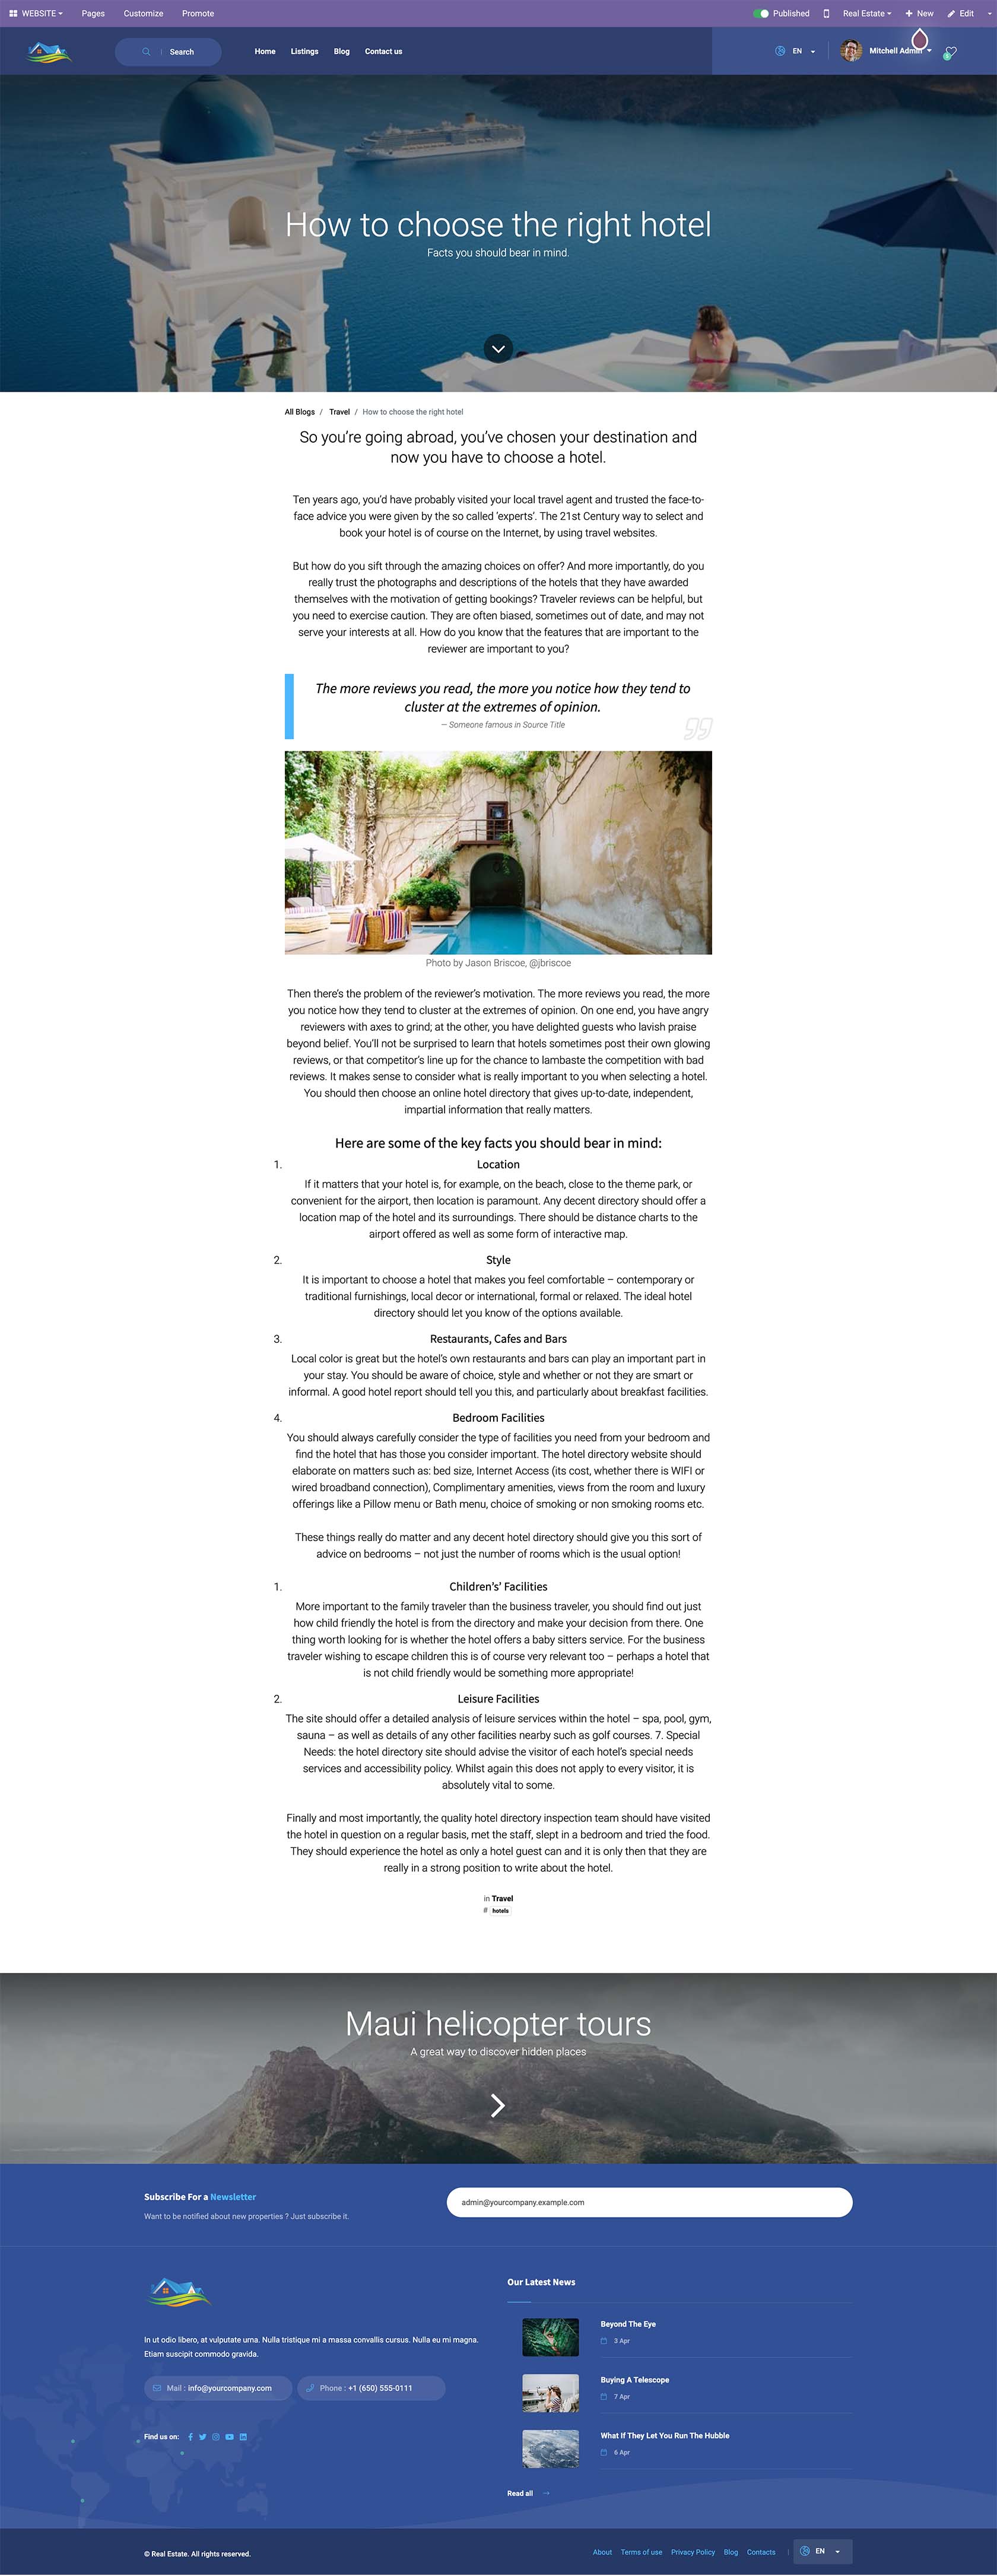 WEBSITE
Pages
Customize
Promote
Published
Real Estate
New
Edit
Search
Home
Listings
Blog
Contact us
EN
Mitchell Admin
How to choose the right hotel
Facts you should bear in mind.
All Blogs / Travel / How to choose the right hotel
So you’re going abroad, you’ve chosen your destination and
now you have to choose a hotel.
Ten years ago, you’d have probably visited your local travel agent and trusted the face-to-
face advice you were given by the so called ‘experts’. The 21st Century way to select and
book your hotel is of course on the Internet, by using travel websites.
But how do you sift through the amazing choices on offer? And more importantly, do you
really trust the photographs and descriptions of the hotels that they have awarded
themselves with the motivation of getting bookings? Traveler reviews can be helpful, but
you need to exercise caution. They are often biased, sometimes out of date, and may not
serve your interests at all. How do you know that the features that are important to the
reviewer are important to you?
The more reviews you read, the more you notice how they tend to
cluster at the extremes of opinion.
— Someone famous in Source Title
Photo by Jason Briscoe, @jbriscoe
Then there’s the problem of the reviewer’s motivation. The more reviews you read, the more
you notice how they tend to cluster at the extremes of opinion. On one end, you have angry
reviewers with axes to grind; at the other, you have delighted guests who lavish praise
beyond belief. You’ll not be surprised to learn that hotels sometimes post their own glowing
reviews, or that competitor’s line up for the chance to lambaste the competition with bad
reviews. It makes sense to consider what is really important to you when selecting a hotel.
You should then choose an online hotel directory that gives up-to-date, independent,
impartial information that really matters.
Here are some of the key facts you should bear in mind:
1. Location
If it matters that your hotel is, for example, on the beach, close to the theme park, or
convenient for the airport, then location is paramount. Any decent directory should offer a
location map of the hotel and its surroundings. There should be distance charts to the
airport offered as well as some form of interactive map.
2. Style
It is important to choose a hotel that makes you feel comfortable – contemporary or
traditional furnishings, local decor or international, formal or relaxed. The ideal hotel
directory should let you know of the options available.
3. Restaurants, Cafes and Bars
Local color is great but the hotel’s own restaurants and bars can play an important part in
your stay. You should be aware of choice, style and whether or not they are smart or
informal. A good hotel report should tell you this, and particularly about breakfast facilities.
4. Bedroom Facilities
You should always carefully consider the type of facilities you need from your bedroom and
find the hotel that has those you consider important. The hotel directory website should
elaborate on matters such as: bed size, Internet Access (its cost, whether there is WIFI or
wired broadband connection), Complimentary amenities, views from the room and luxury
offerings like a Pillow menu or Bath menu, choice of smoking or non smoking rooms etc.
These things really do matter and any decent hotel directory should give you this sort of
advice on bedrooms – not just the number of rooms which is the usual option!
1. Children’s’ Facilities
More important to the family traveler than the business traveler, you should find out just
how child friendly the hotel is from the directory and make your decision from there. One
thing worth looking for is whether the hotel offers a baby sitters service. For the business
traveler wishing to escape children this is of course very relevant too – perhaps a hotel that
is not child friendly would be something more appropriate!
2. Leisure Facilities
The site should offer a detailed analysis of leisure services within the hotel – spa, pool, gym,
sauna – as well as details of any other facilities nearby such as golf courses. 7. Special
Needs: the hotel directory site should advise the visitor of each hotel’s special needs
services and accessibility policy. Whilst again this does not apply to every visitor, it is
absolutely vital to some.
Finally and most importantly, the quality hotel directory inspection team should have visited
the hotel in question on a regular basis, met the staff, slept in a bedroom and tried the food.
They should experience the hotel as only a hotel guest can and it is only then that they are
really in a strong position to write about the hotel.
in Travel
# hotels
Maui helicopter tours
A great way to discover hidden places
Subscribe For a Newsletter
Want to be notified about new properties ? Just subscribe it.
admin@yourcompany.example.com
In ut odio libero, at vulputate urna. Nulla tristique mi a massa convallis cursus. Nulla eu mi magna.
Etiam suscipit commodo gravida.
Mail : info@yourcompany.com
Phone : +1 (650) 555-0111
Find us on:
Our Latest News
Beyond The Eye
3 Apr
Buying A Telescope
7 Apr
What If They Let You Run The Hubble
6 Apr
Read all
© Real Estate. All rights reserved.
About
Terms of use
Privacy Policy
Blog
Contacts
EN